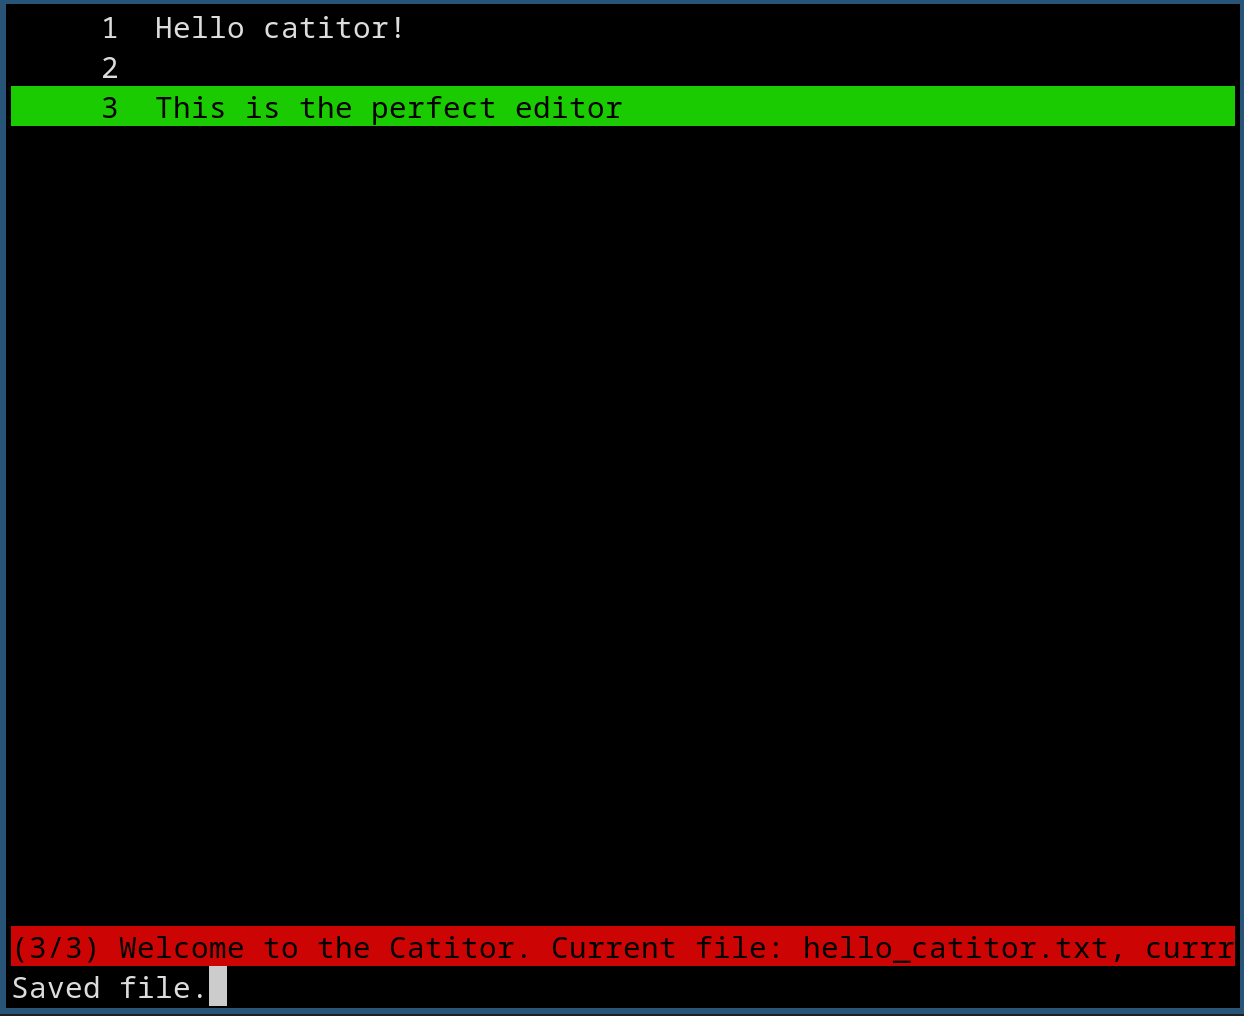 1 Hello catitor!
2
3 This is the perfect editor
(3/3) Welcome to the Catitor. Current file: hello_catitor.txt, currr
Saved file.